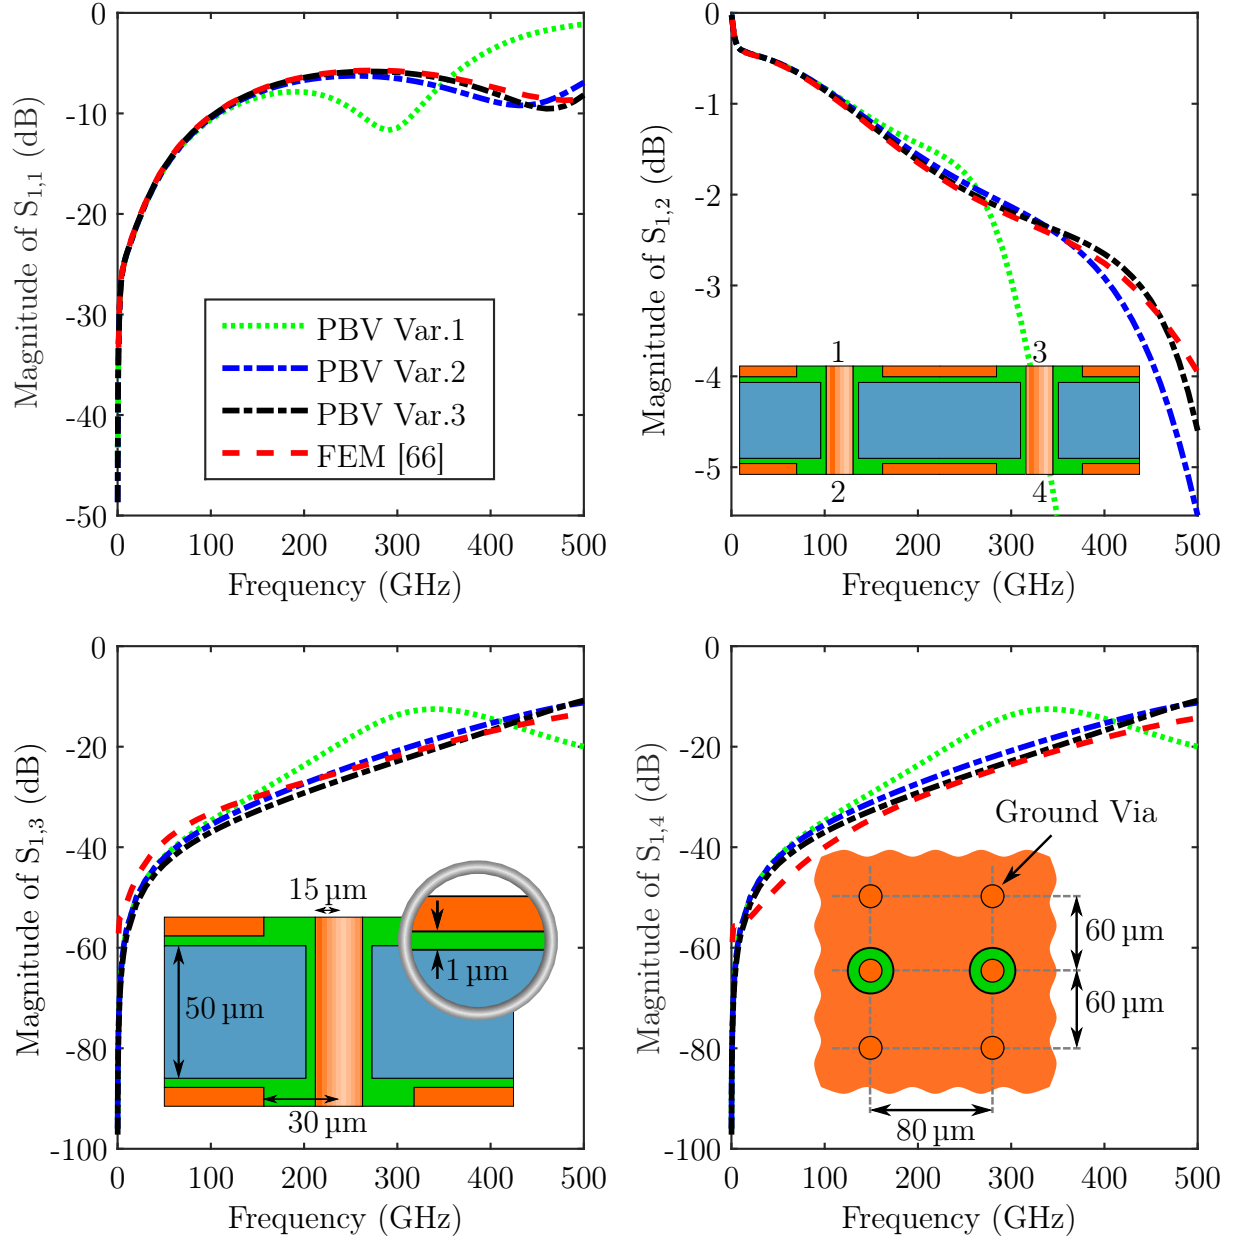 0
-10
-20
-30
-40
-50
Magnitude of S1,1 (dB)
PBV Var.1
PBV Var.2
PBV Var.3
FEM [66]
0 100 200 300 400 500
Frequency (GHz)
0
-1
-2
-3
-4
-5
Magnitude of S1,2 (dB)
1 3
2 4
0 100 200 300 400 500
Frequency (GHz)
0
-20
-40
-60
-80
-100
Magnitude of S1,3 (dB)
15 µm
1 µm
50 µm
30 µm
0 100 200 300 400 500
Frequency (GHz)
0
-20
-40
-60
-80
-100
Magnitude of S1,4 (dB)
Ground Via
60 µm
60 µm
80 µm
0 100 200 300 400 500
Frequency (GHz)